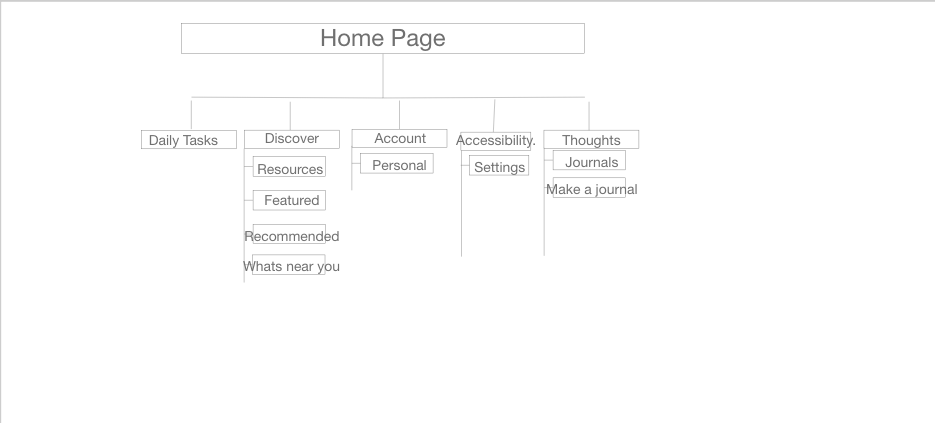 Home Page
Daily Tasks
Discover
Account
Accessibility.
Thoughts
Resources
Personal
Settings
Journals
Featured
Make a journal
Recommended
Whats near you